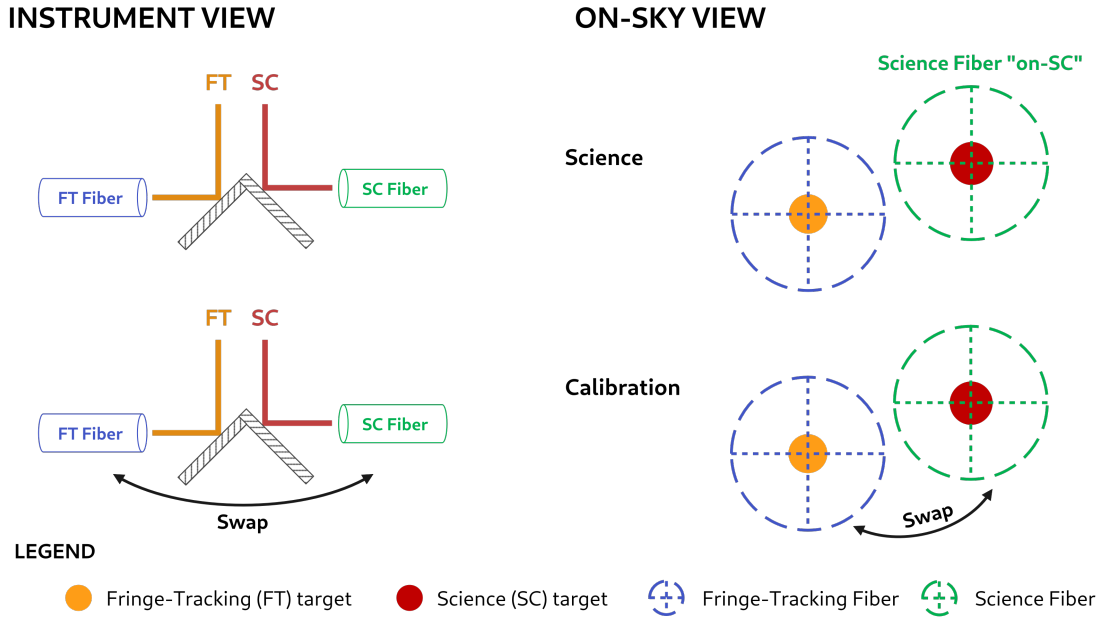 INSTRUMENT VIEW
ON-SKY VIEW
FT SC
Science Fiber "on-SC"
Science
FT Fiber
SC Fiber
FT SC
Calibration
FT Fiber
SC Fiber
Swap
Swap
LEGEND
Fringe-Tracking (FT) target
Science (SC) target
Fringe-Tracking Fiber
Science Fiber